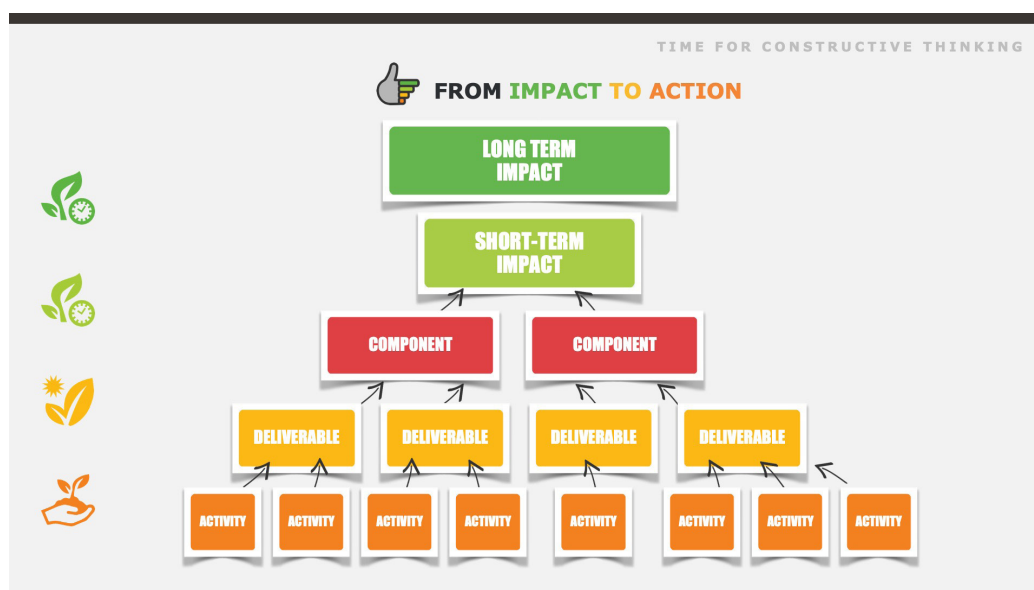 TIME FOR CONSTRUCTIVE THINKING
FROM IMPACT TO ACTION
LONG TERM
IMPACT
SHORT-TERM
IMPACT
COMPONENT COMPONENT
DELIVERABLE DELIVERABLE DELIVERABLE DELIVERABLE
ACTIVITY ACTIVITY ACTIVITY ACTIVITY ACTIVITY ACTIVITY ACTIVITY ACTIVITY